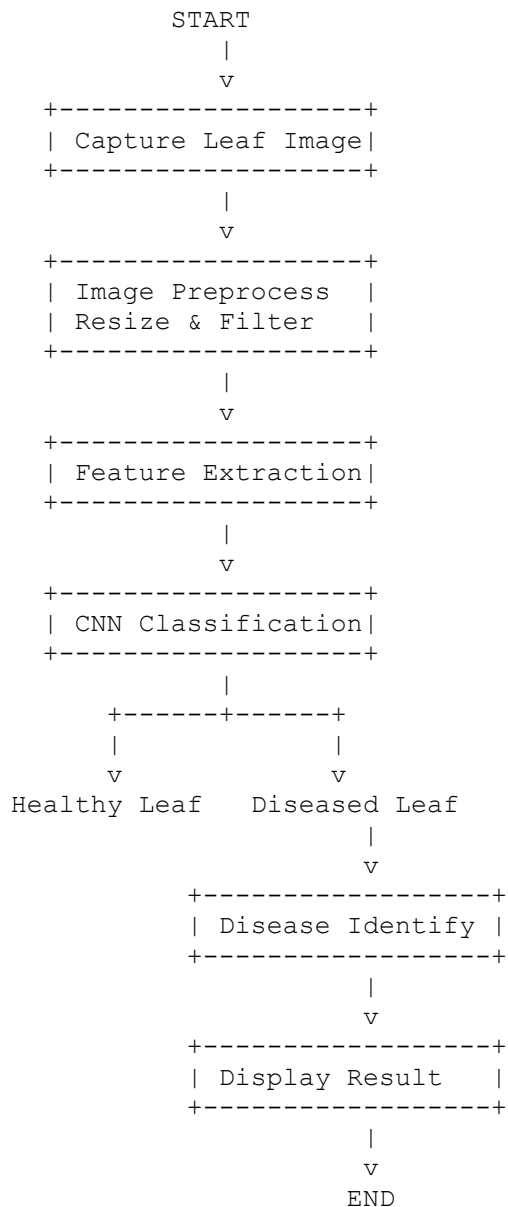 START
|
v
+-------------------+
| Capture Leaf Image|
+-------------------+
|
v
+-------------------+
| Image Preprocess  |
| Resize & Filter   |
+-------------------+
|
v
+-------------------+
| Feature Extraction|
+-------------------+
|
v
+-------------------+
| CNN Classification|
+-------------------+
|
+------+------+
|             |
v             v
Healthy Leaf   Diseased Leaf
|
v
+------------------+
| Disease Identify |
+------------------+
|
v
+------------------+
| Display Result   |
+------------------+
|
v
END